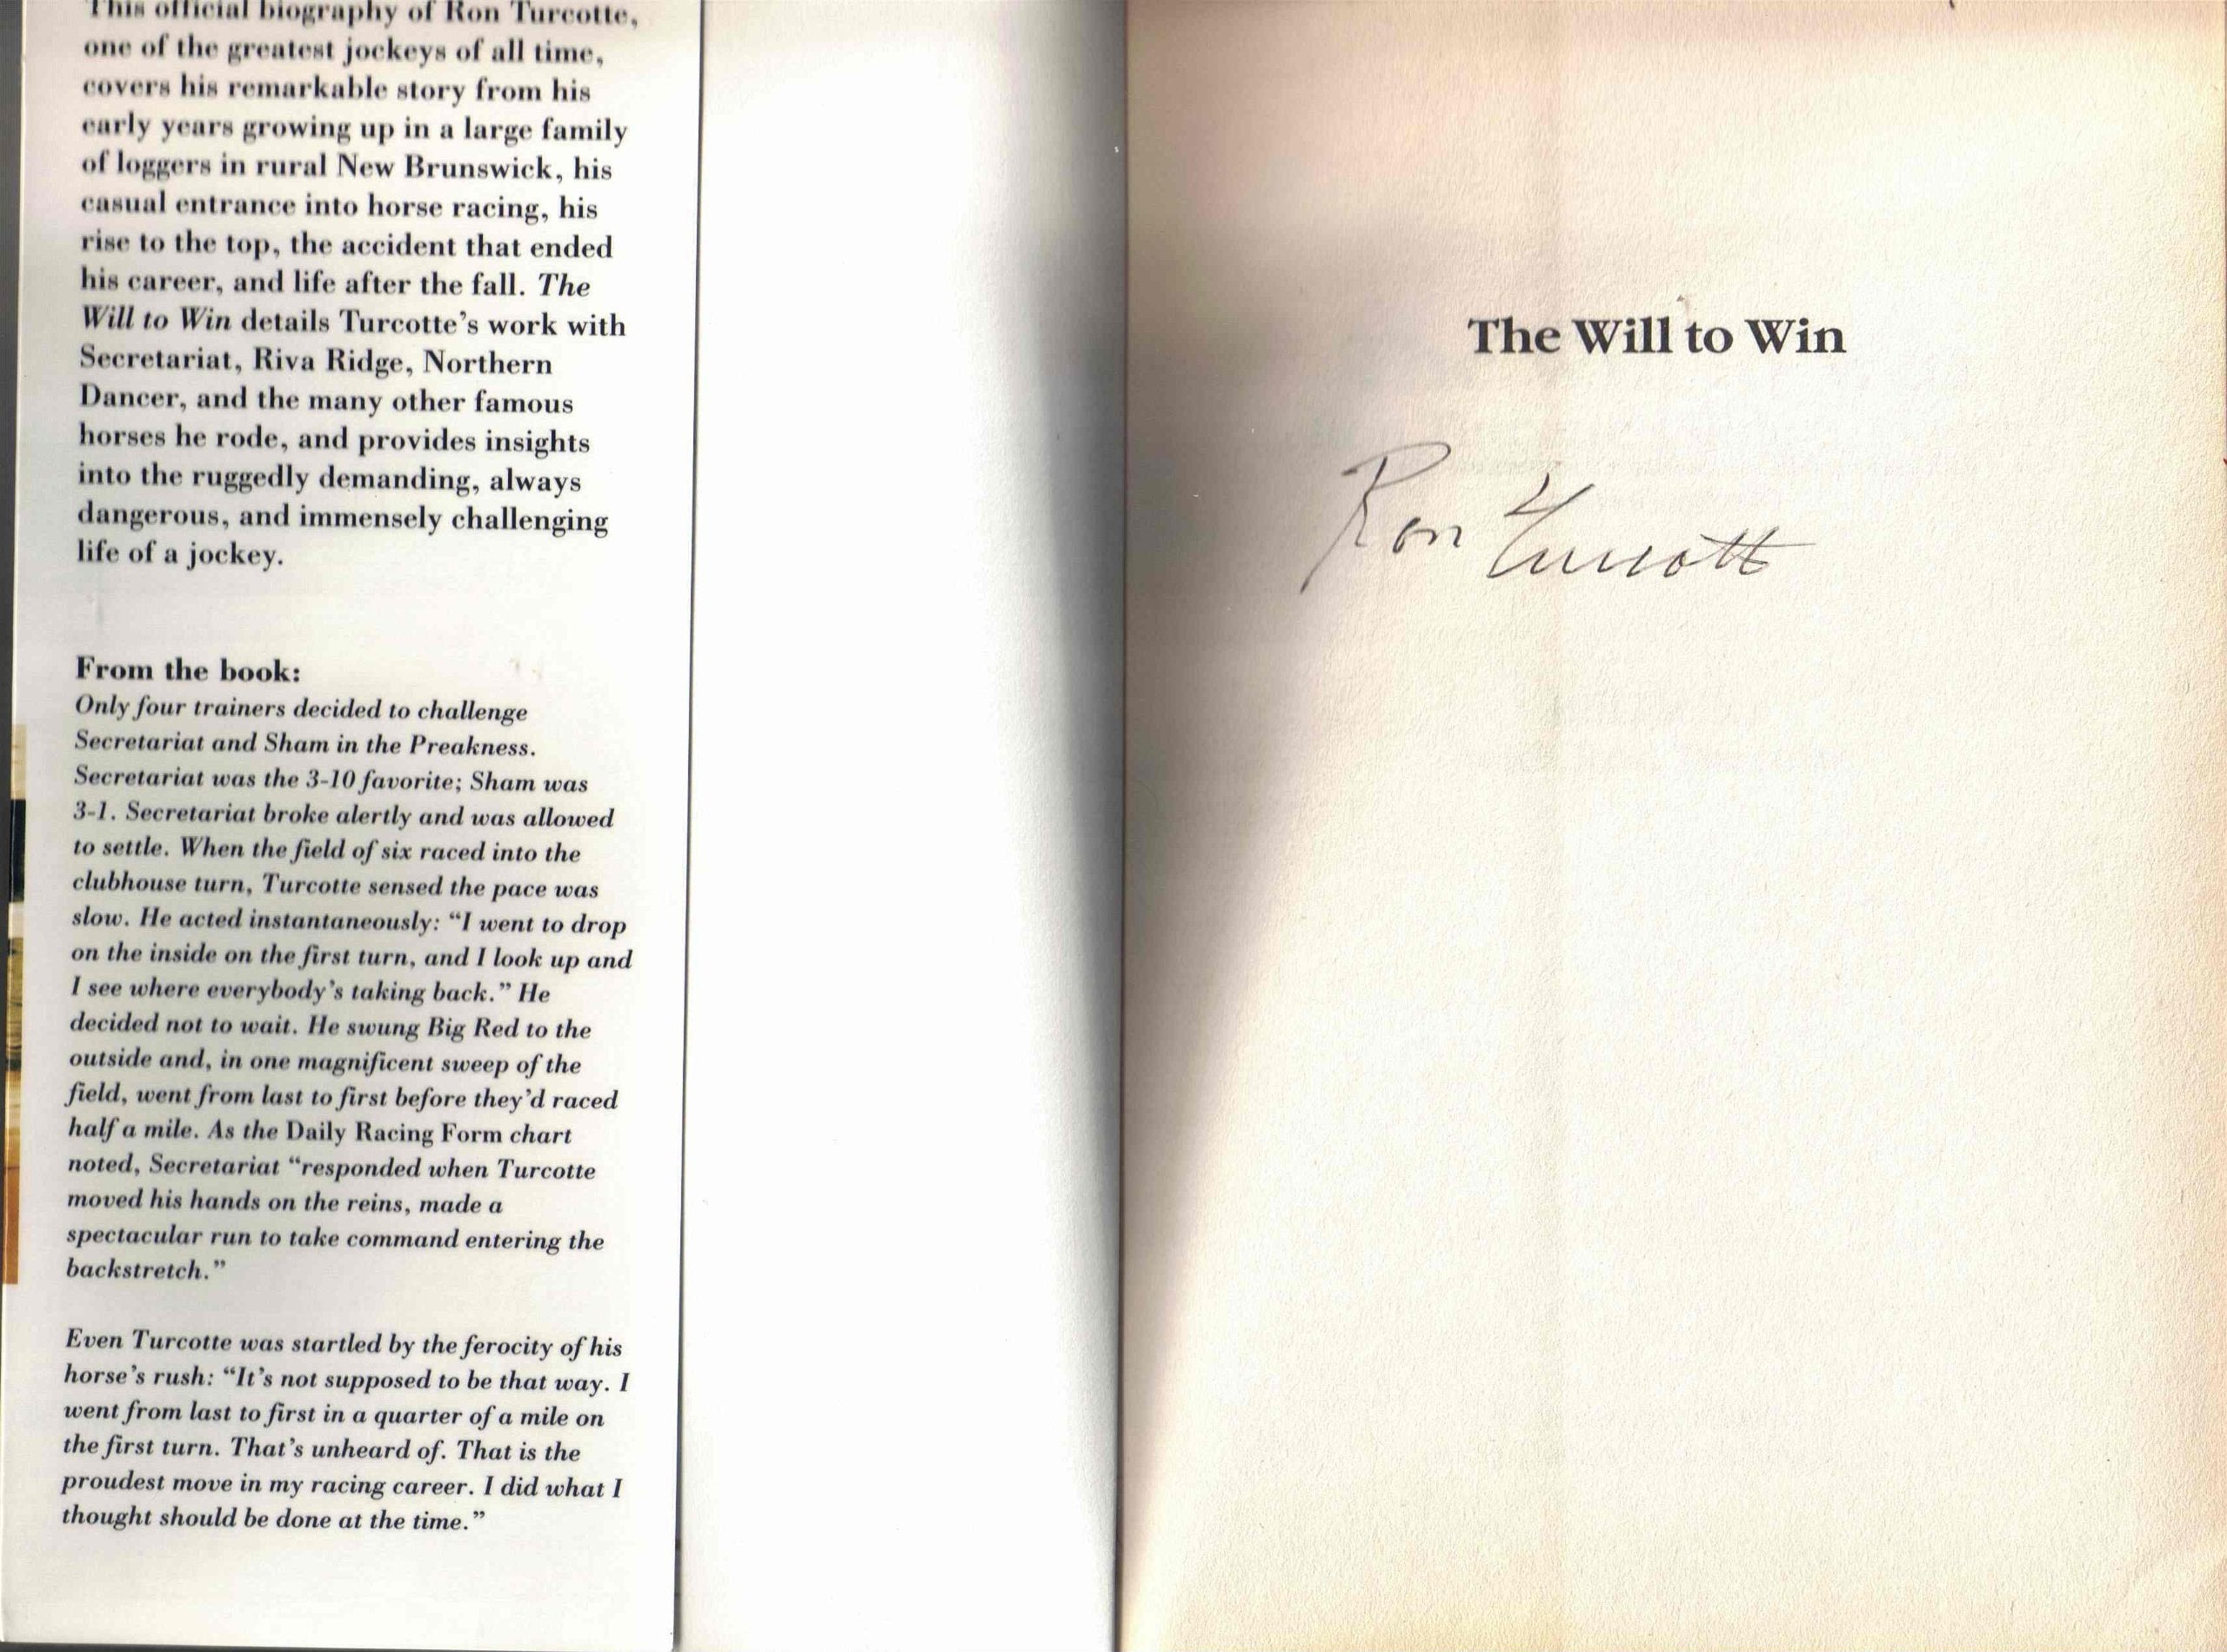 This official biography of Ron Turcotte,
one of the greatest jockeys of all time,
covers his remarkable story from his
early years growing up in a large family
of loggers in rural New Brunswick, his
casual entrance into horse racing, his
rise to the top, the accident that ended
his career, and life after the fall. The
Will to Win details Turcotte's work with
Secretariat, Riva Ridge, Northern
Dancer, and the many other famous
horses he rode, and provides insights
into the ruggedly demanding, always
dangerous, and immensely challenging
life of a jockey.
From the book:
Only four trainers decided to challenge
Secretariat and Sham in the Preakness.
Secretariat was the 3-10 favorite; Sham was
3-1. Secretariat broke alertly and was allowed
to settle. When the field of six raced into the
clubhouse turn, Turcotte sensed the pace was
slow. He acted instantaneously: “I went to drop
on the inside on the first turn, and I look up and
I see where everybody's taking back.” He
decided not to wait. He swung Big Red to the
outside and, in one magnificent sweep of the
field, went from last to first before they'd raced
half a mile. As the Daily Racing Form chart
noted, Secretariat “responded when Turcotte
moved his hands on the reins, made a
spectacular run to take command entering the
backstretch.”
Even Turcotte was startled by the ferocity of his
horse's rush: “It's not supposed to be that way. I
went from last to first in a quarter of a mile on
the first turn. That's unheard of. That is the
proudest move in my racing career. I did what I
thought should be done at the time.”
The Will to Win
Ron Turcotte